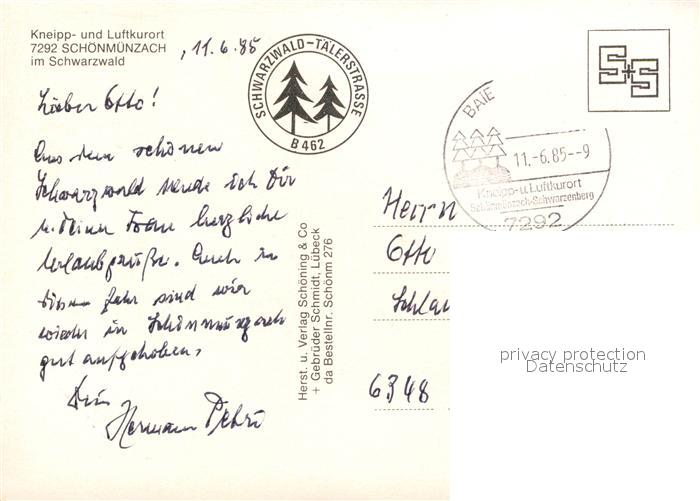 Kneipp- und Luftkurort
7292 SCHÖNMÜNZACH
im Schwarzwald
, 11.6.85
SCHWARZWALD-TÄLERSTRASSE
B 462
S+S
BAIE
11.-6.85--9
Kneipp-u.Luftkurort
Schönmünzach-Schwarzenberg
7292
Lieber Otto!
Aus dem schönen
Schwarzwald sende ich Dir
u. Deiner Frau herzliche
Urlaubsgrüße. Auch in
diesem Jahr sind wir
wieder in Schönmünzach
gut aufgehoben.
Dein
Hermann
Herst. u. Verlag Schöning & Co
+ Gebrüder Schmidt, Lübeck
da BestellNr. Schönm 276
Herrn
Otto
6348
privacy protection
Datenschutz